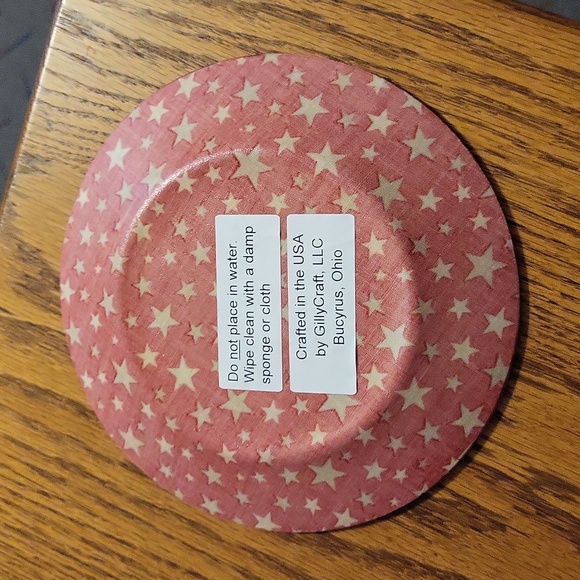 Do not place in water.
Wipe clean with a damp
sponge or cloth
Crafted in the USA
by GillyCraft, LLC
Bucyrus, Ohio